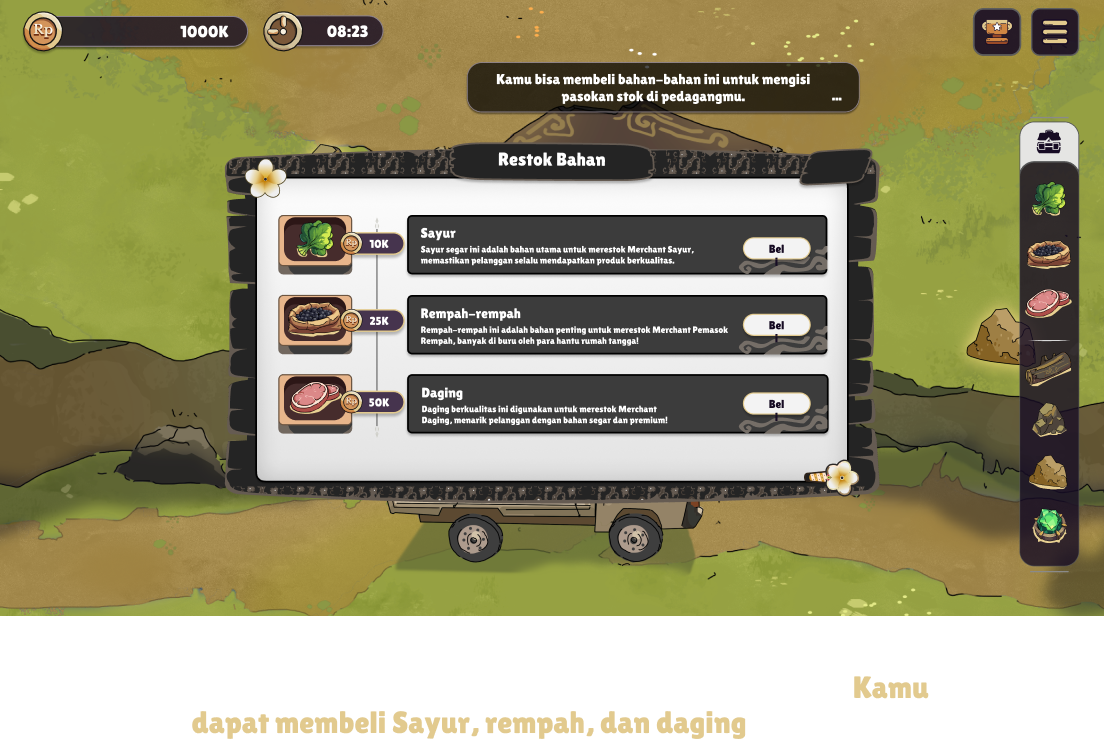 Rp 1000K
08:23
Kamu bisa membeli bahan-bahan ini untuk mengisi
pasokan stok di pedagangmu.
...
Restok Bahan
Rp 10K
Sayur
Sayur segar ini adalah bahan utama untuk merestok Merchant Sayur,
memastikan pelanggan selalu mendapatkan produk berkualitas.
Bel
Rp 25K
Rempah-rempah
Rempah-rempah ini adalah bahan penting untuk merestok Merchant Pemasok
Rempah, banyak di buru oleh para hantu rumah tangga!
Bel
Rp 50K
Daging
Daging berkualitas ini digunakan untuk merestok Merchant
Daging, menarik pelanggan dengan bahan segar dan premium!
Bel
Kamu
dapat membeli Sayur, rempah, dan daging